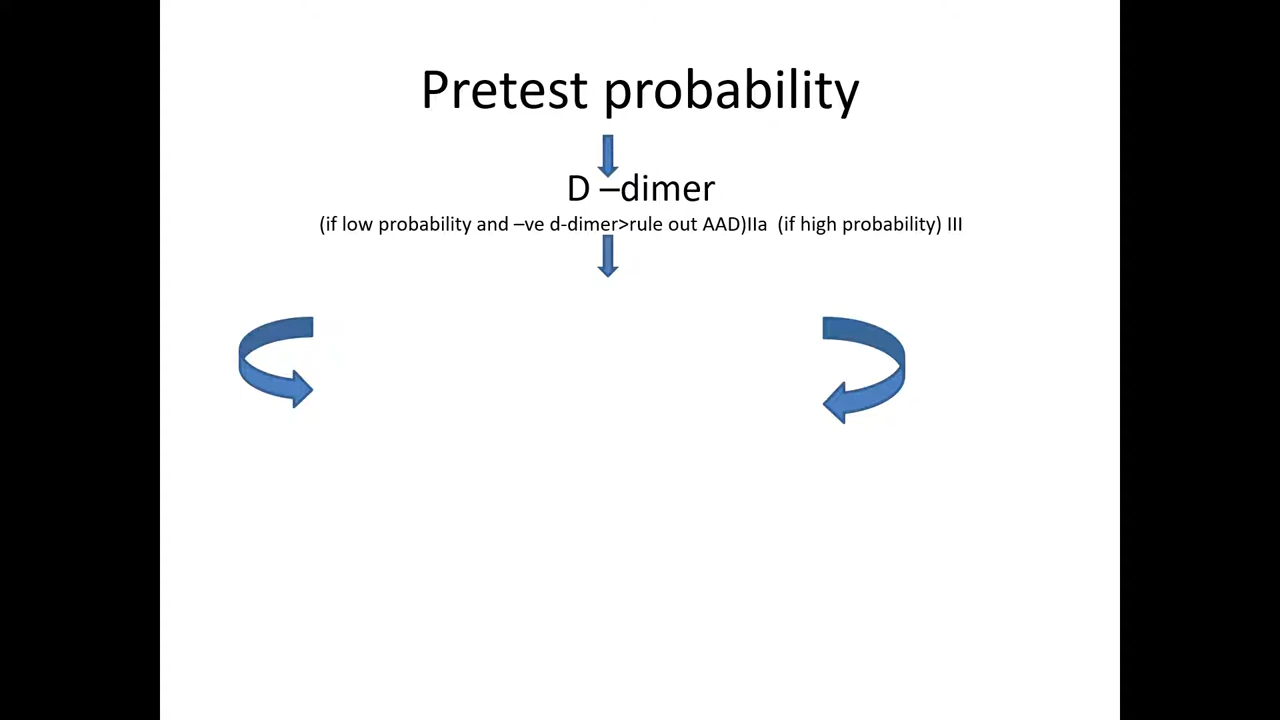 Pretest probability
D –dimer
(if low probability and –ve d-dimer>rule out AAD)IIa  (if high probability) III